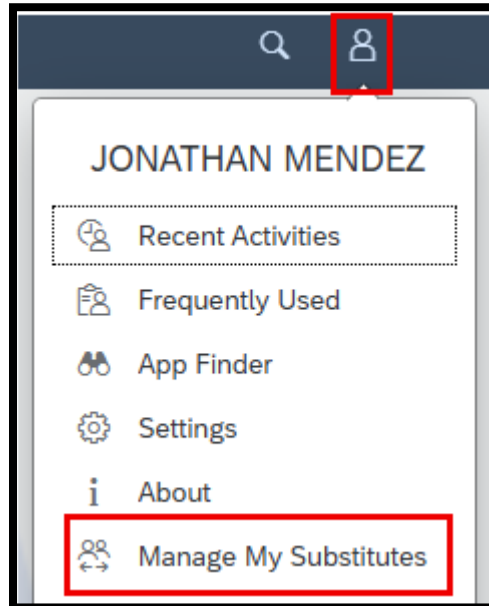 JONATHAN MENDEZ
Recent Activities
Frequently Used
App Finder
Settings
About
Manage My Substitutes